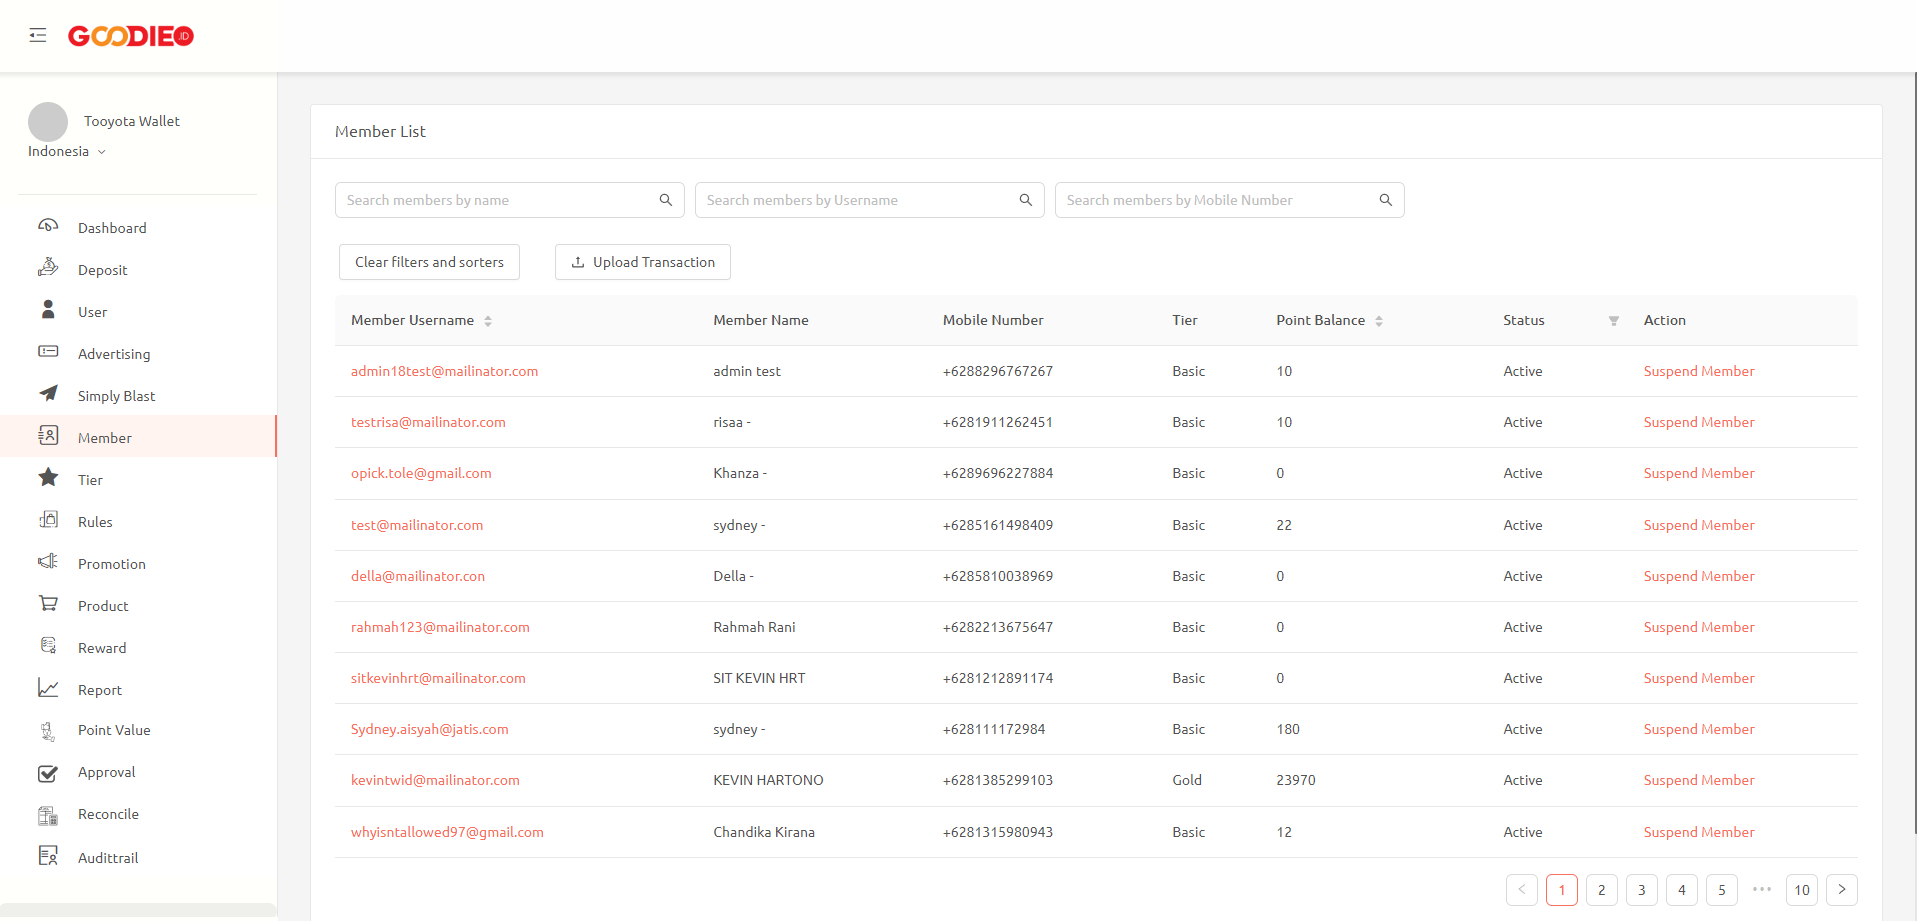 GOODIE.ID
Tooyota Wallet
Indonesia
Dashboard
Deposit
User
Advertising
Simply Blast
Member
Tier
Rules
Promotion
Product
Reward
Report
Point Value
Approval
Reconcile
Audittrail
Member List
Search members by name Search members by Username Search members by Mobile Number
Clear filters and sorters Upload Transaction
Member Username Member Name Mobile Number Tier Point Balance Status Action
admin18test@mailinator.com admin test +6288296767267 Basic 10 Active Suspend Member
testrisa@mailinator.com risaa - +6281911262451 Basic 10 Active Suspend Member
opick.tole@gmail.com Khanza - +6289696227884 Basic 0 Active Suspend Member
test@mailinator.com sydney - +6285161498409 Basic 22 Active Suspend Member
della@mailinator.con Della - +6285810038969 Basic 0 Active Suspend Member
rahmah123@mailinator.com Rahmah Rani +6282213675647 Basic 0 Active Suspend Member
sitkevinhrt@mailinator.com SIT KEVIN HRT +6281212891174 Basic 0 Active Suspend Member
Sydney.aisyah@jatis.com sydney - +628111172984 Basic 180 Active Suspend Member
kevintwid@mailinator.com KEVIN HARTONO +6281385299103 Gold 23970 Active Suspend Member
whyisntallowed97@gmail.com Chandika Kirana +6281315980943 Basic 12 Active Suspend Member
< 1 2 3 4 5 ••• 10 >